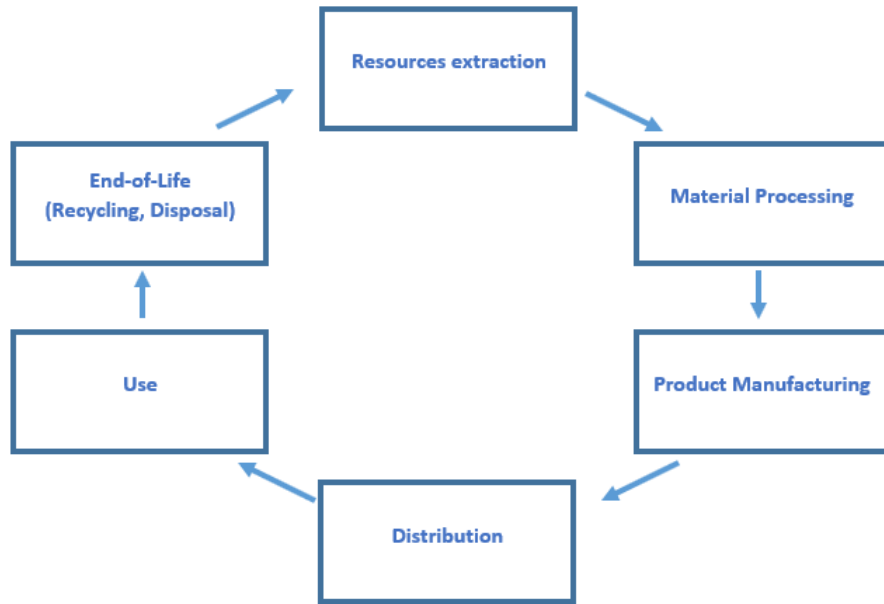 Resources extraction
Material Processing
Product Manufacturing
Distribution
Use
End-of-Life
(Recycling, Disposal)